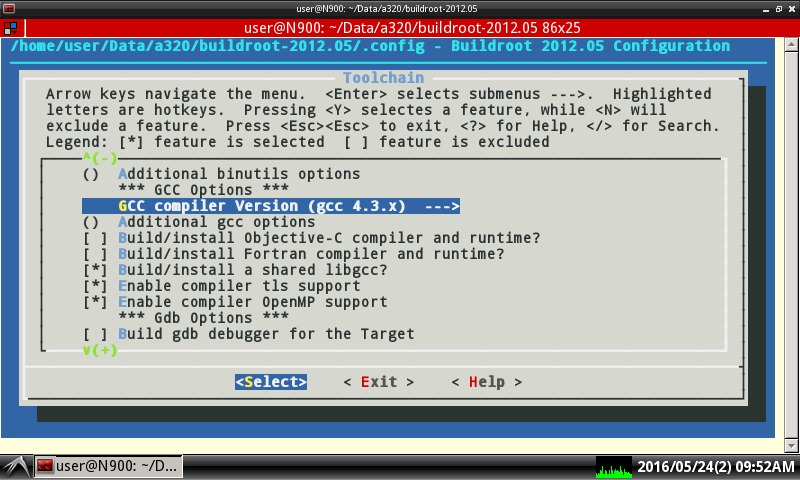 user@N900: ~/Data/a320/buildroot-2012.05
user@N900: ~/Data/a320/buildroot-2012.05 86x25
/home/user/Data/a320/buildroot-2012.05/.config - Buildroot 2012.05 Configuration
Toolchain
Arrow keys navigate the menu.  <Enter> selects submenus --->.  Highlighted
letters are hotkeys.  Pressing <Y> selectes a feature, while <N> will
exclude a feature.  Press <Esc><Esc> to exit, <?> for Help, </> for Search.
Legend: [*] feature is selected  [ ] feature is excluded
^(-)
()  Additional binutils options
*** GCC Options ***
GCC compiler Version (gcc 4.3.x)  --->
()  Additional gcc options
[ ] Build/install Objective-C compiler and runtime?
[ ] Build/install Fortran compiler and runtime?
[*] Build/install a shared libgcc?
[*] Enable compiler tls support
[*] Enable compiler OpenMP support
*** Gdb Options ***
[ ] Build gdb debugger for the Target
v(+)
<Select>    < Exit >    < Help >
user@N900: ~/D...
2016/05/24(2) 09:52AM